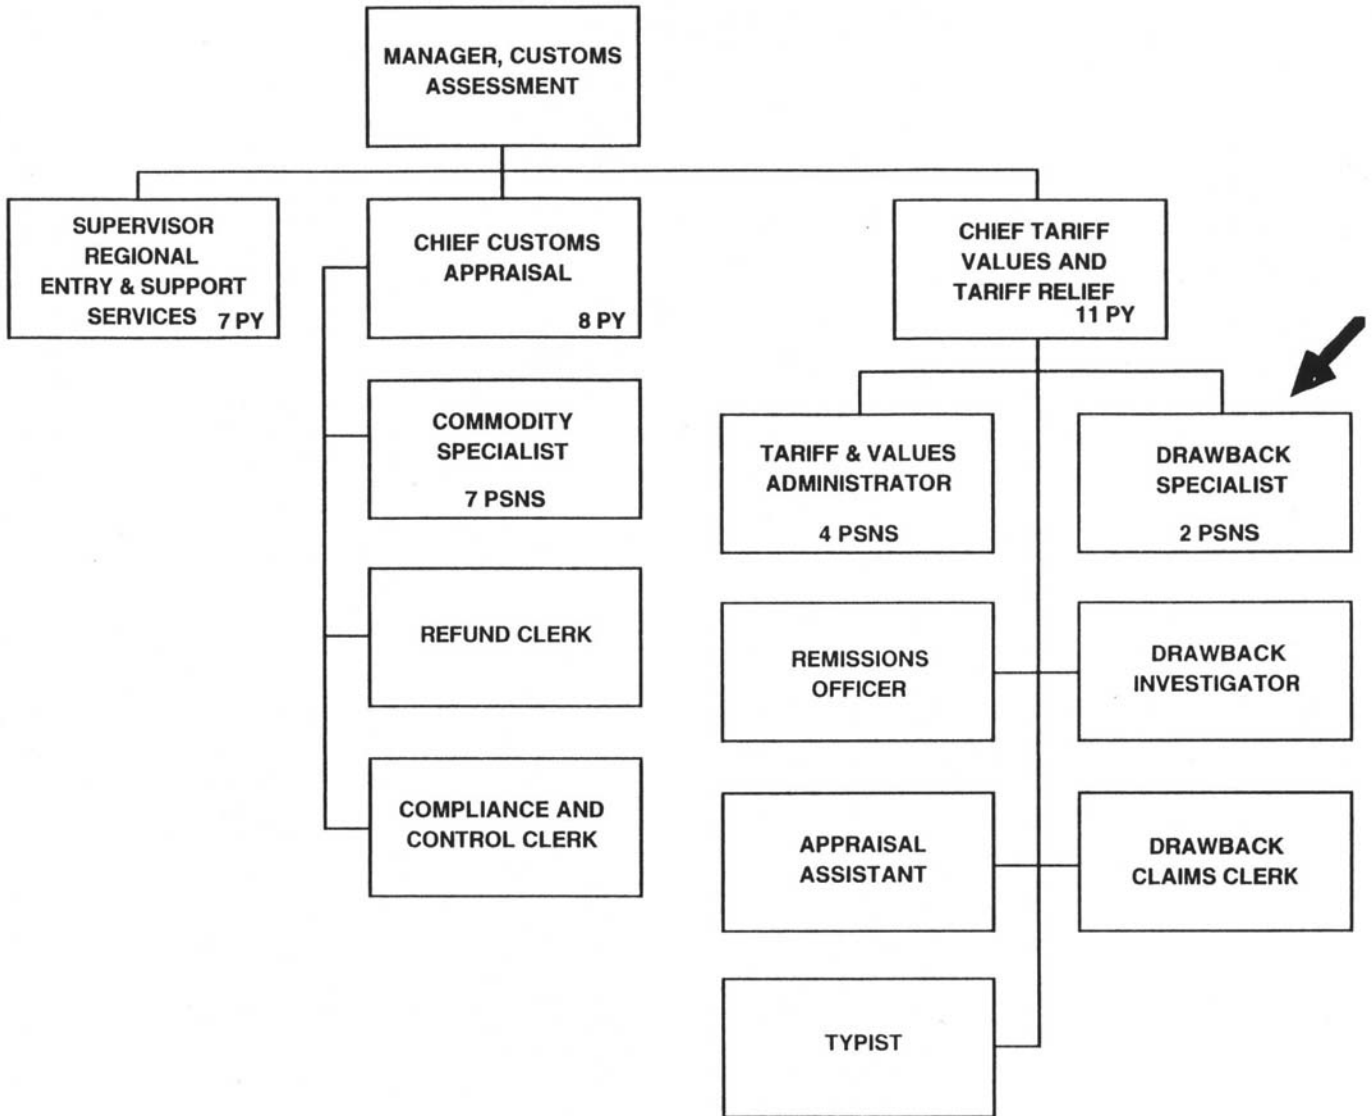 MANAGER, CUSTOMS
ASSESSMENT
SUPERVISOR
REGIONAL
ENTRY & SUPPORT
SERVICES 7 PY
CHIEF CUSTOMS
APPRAISAL
8 PY
CHIEF TARIFF
VALUES AND
TARIFF RELIEF
11 PY
COMMODITY
SPECIALIST
7 PSNS
REFUND CLERK
COMPLIANCE AND
CONTROL CLERK
TARIFF & VALUES
ADMINISTRATOR
4 PSNS
DRAWBACK
SPECIALIST
2 PSNS
REMISSIONS
OFFICER
DRAWBACK
INVESTIGATOR
APPRAISAL
ASSISTANT
DRAWBACK
CLAIMS CLERK
TYPIST